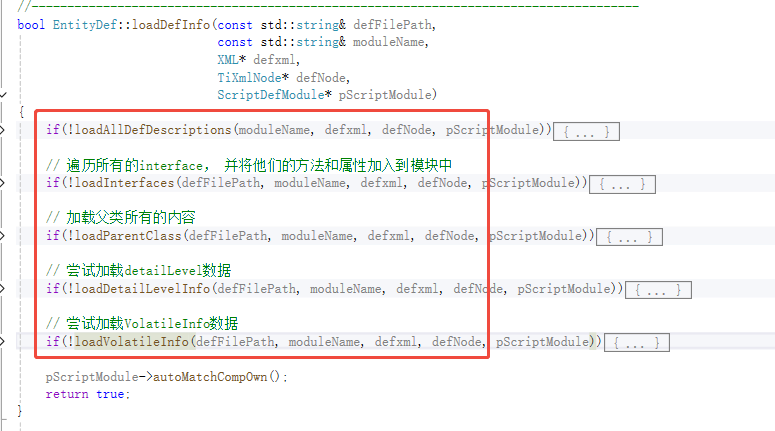 //------------------------------------------------------------------------------------
bool EntityDef::loadDefInfo(const std::string& defFilePath,
const std::string& moduleName,
XML* defxml,
TiXmlNode* defNode,
ScriptDefModule* pScriptModule)
{
if(!loadAllDefDescriptions(moduleName, defxml, defNode, pScriptModule)) { ... }
// 遍历所有的interface， 并将他们的方法和属性加入到模块中
if(!loadInterfaces(defFilePath, moduleName, defxml, defNode, pScriptModule)) { ... }
// 加载父类所有的内容
if(!loadParentClass(defFilePath, moduleName, defxml, defNode, pScriptModule)) { ... }
// 尝试加载detailLevel数据
if(!loadDetailLevelInfo(defFilePath, moduleName, defxml, defNode, pScriptModule)) { ... }
// 尝试加载VolatileInfo数据
if(!loadVolatileInfo(defFilePath, moduleName, defxml, defNode, pScriptModule)) { ... }
pScriptModule->autoMatchCompOwn();
return true;
}